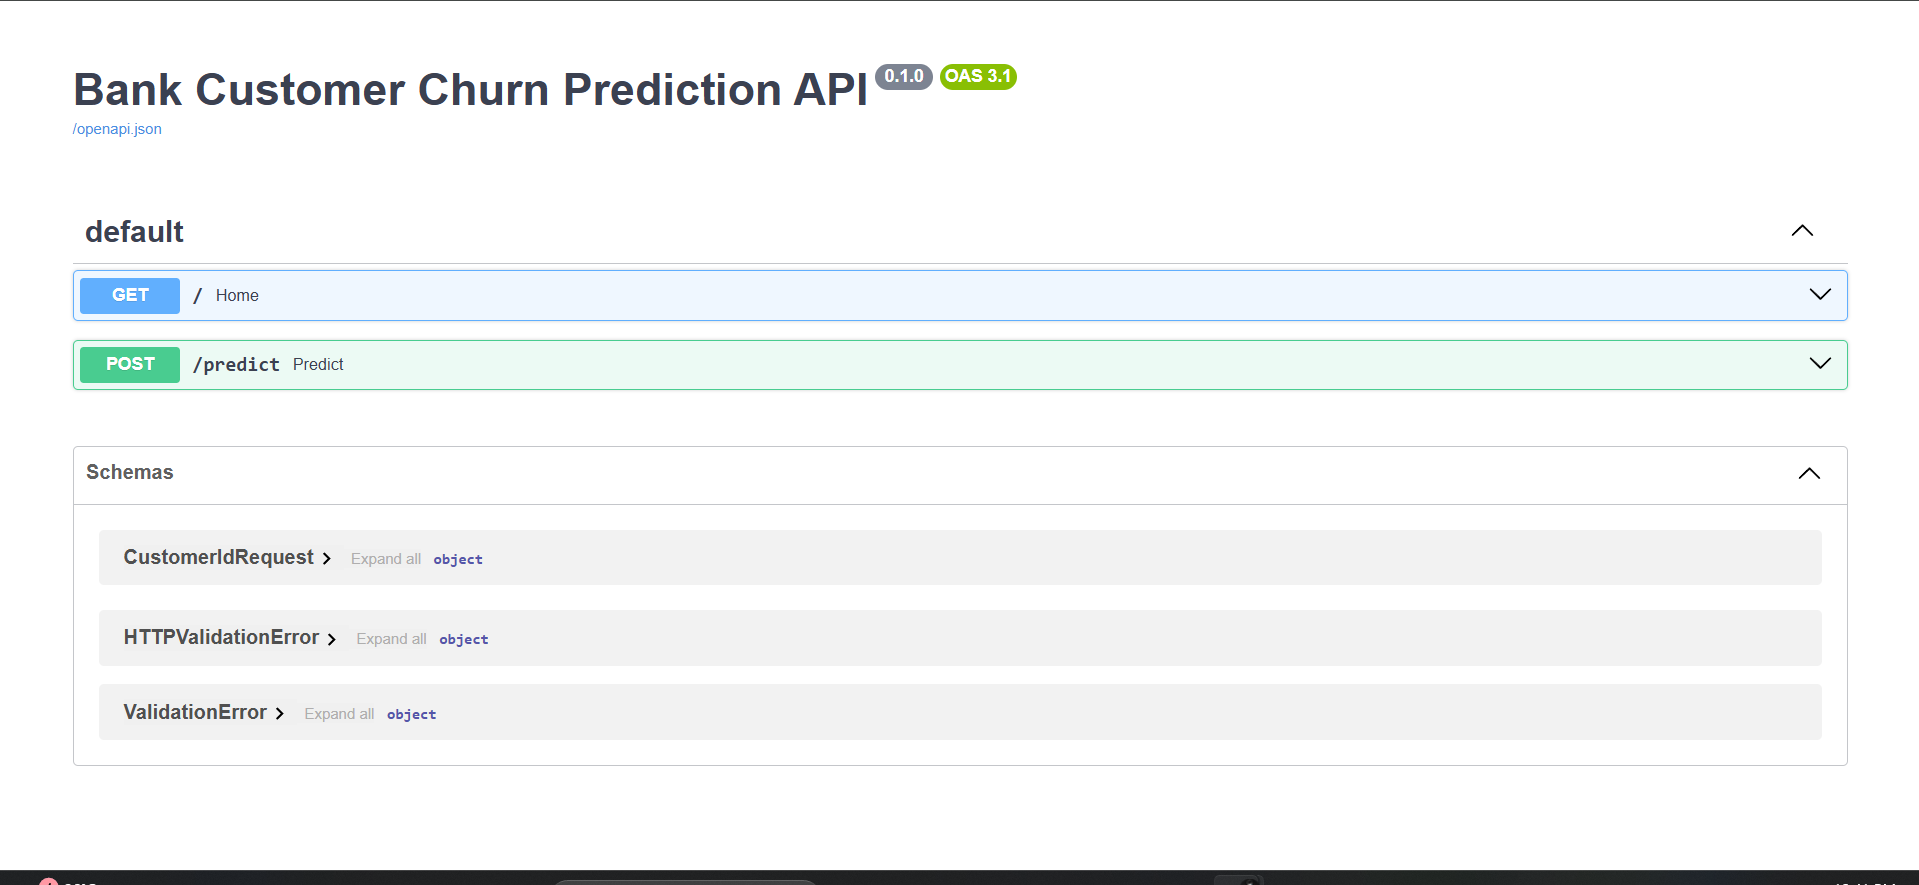 Bank Customer Churn Prediction API 0.1.0 OAS 3.1
/openapi.json
default
GET / Home
POST /predict Predict
Schemas
CustomerIdRequest Expand all object
HTTPValidationError Expand all object
ValidationError Expand all object